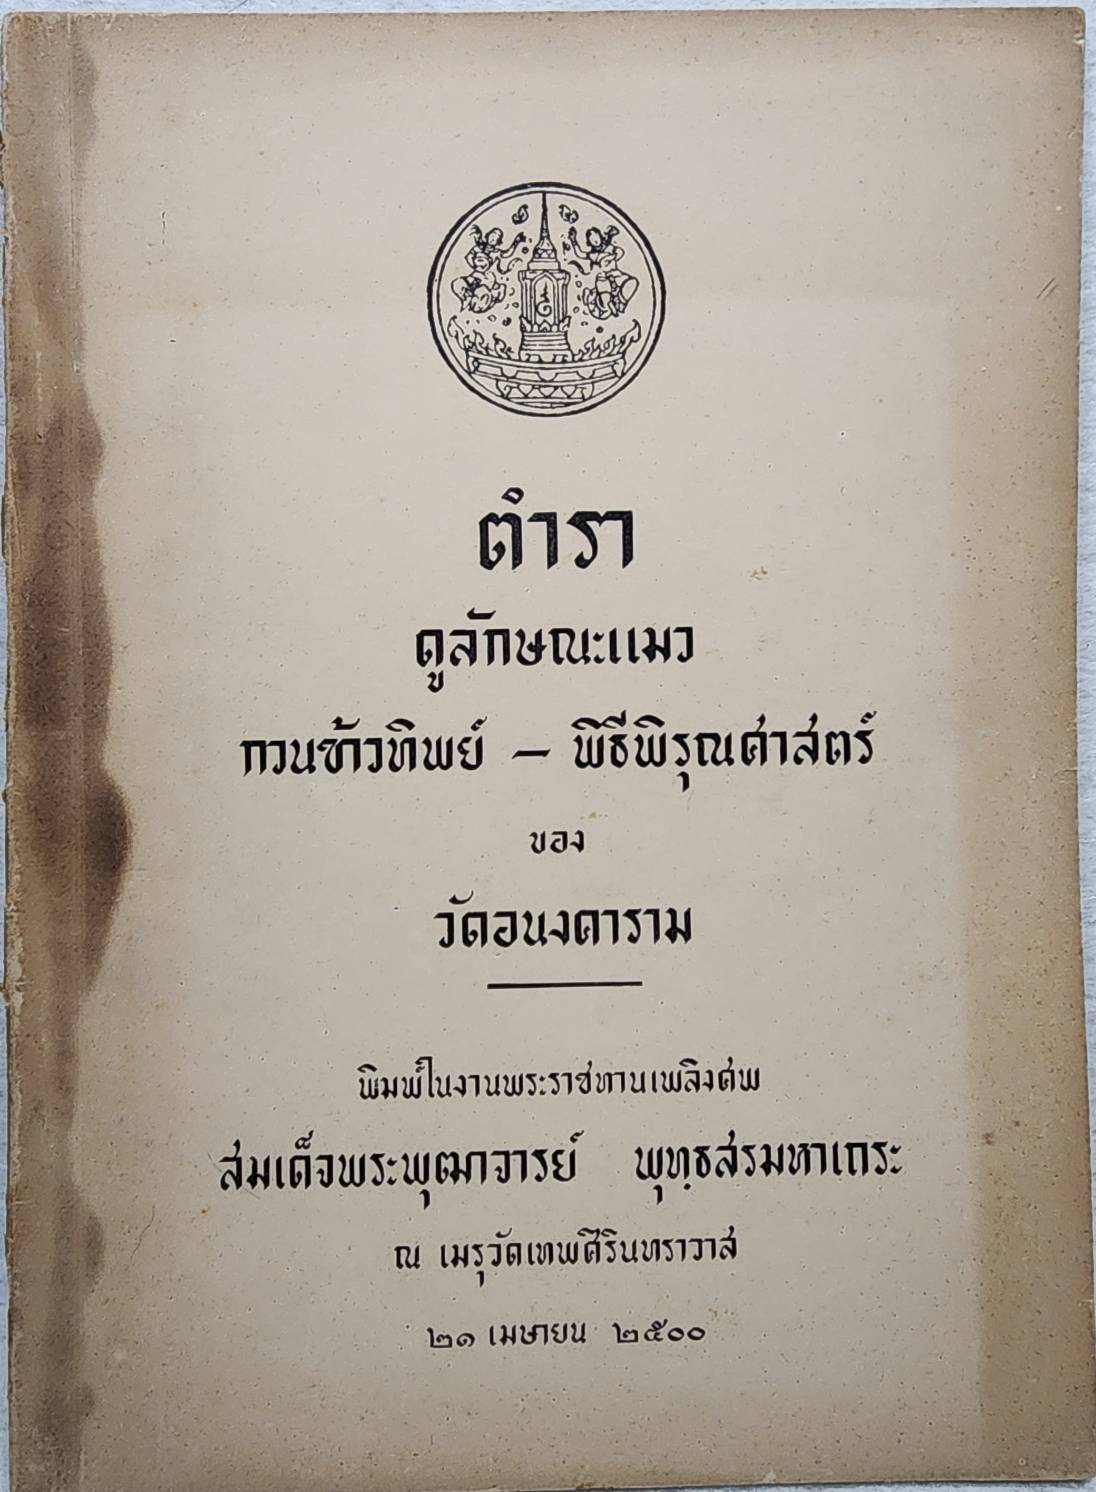 ตำรา
ดูลักษณะแมว
กวนข้าวทิพย์ – พิธีพิรุณศาสตร์
ของ
วัดอนงคาราม
พิมพ์ในงานพระราชทานเพลิงศพ
สมเด็จพระพุฒาจารย์ พุทฺธสรมหาเถระ
ณ เมรุวัดเทพศิรินทราวาส
๒๑ เมษายน ๒๕๐๐